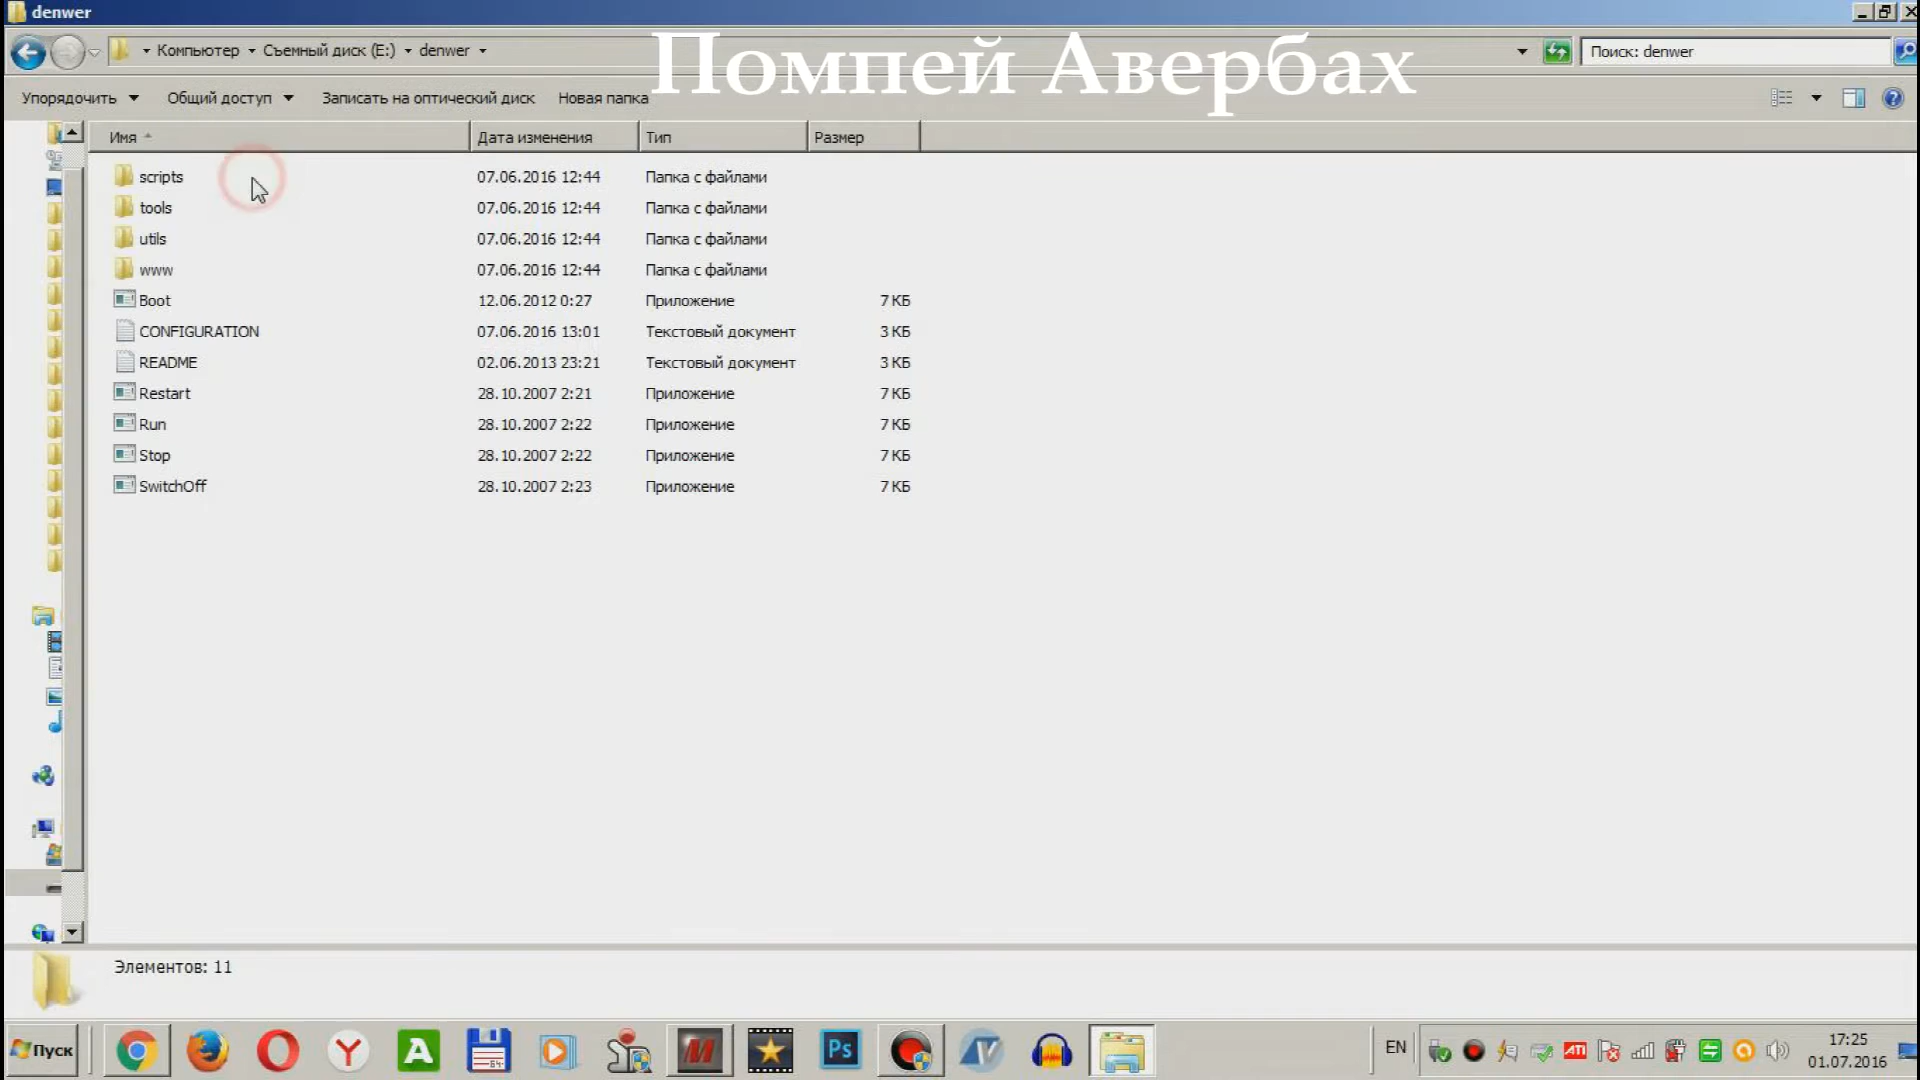 denwer
Компьютер Съемный диск (E:) denwer
Поиск: denwer
Помпей Авербах
Упорядочить Общий доступ Записать на оптический диск Новая папка
Имя Дата изменения Тип Размер
scripts 07.06.2016 12:44 Папка с файлами
tools 07.06.2016 12:44 Папка с файлами
utils 07.06.2016 12:44 Папка с файлами
www 07.06.2016 12:44 Папка с файлами
Boot 12.06.2012 0:27 Приложение 7 КБ
CONFIGURATION 07.06.2016 13:01 Текстовый документ 3 КБ
README 02.06.2013 23:21 Текстовый документ 3 КБ
Restart 28.10.2007 2:21 Приложение 7 КБ
Run 28.10.2007 2:22 Приложение 7 КБ
Stop 28.10.2007 2:22 Приложение 7 КБ
SwitchOff 28.10.2007 2:23 Приложение 7 КБ
Элементов: 11
Пуск
Y
A
64
M
Ps
EN
ATI
17:25
01.07.2016